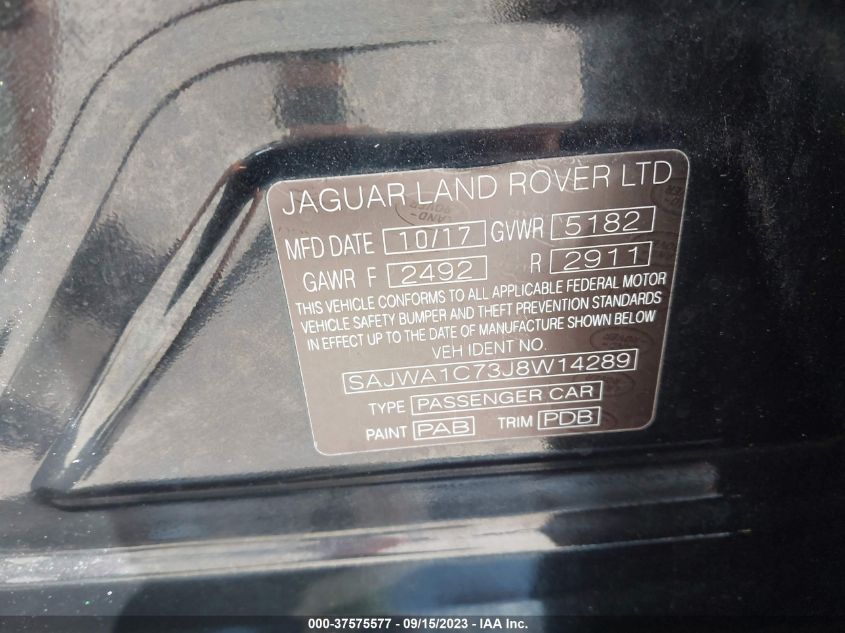 JAGUAR LAND ROVER LTD
MFD DATE 10/17 GVWR 5182
GAWR F 2492 R 2911
THIS VEHICLE CONFORMS TO ALL APPLICABLE FEDERAL MOTOR
VEHICLE SAFETY BUMPER AND THEFT PREVENTION STANDARDS
IN EFFECT UP TO THE DATE OF MANUFACTURE SHOWN BELOW
VEH IDENT NO.
SAJWA1C73J8W14289
TYPE PASSENGER CAR
PAINT PAB TRIM PDB
000-37575577 - 09/15/2023 - IAA Inc.